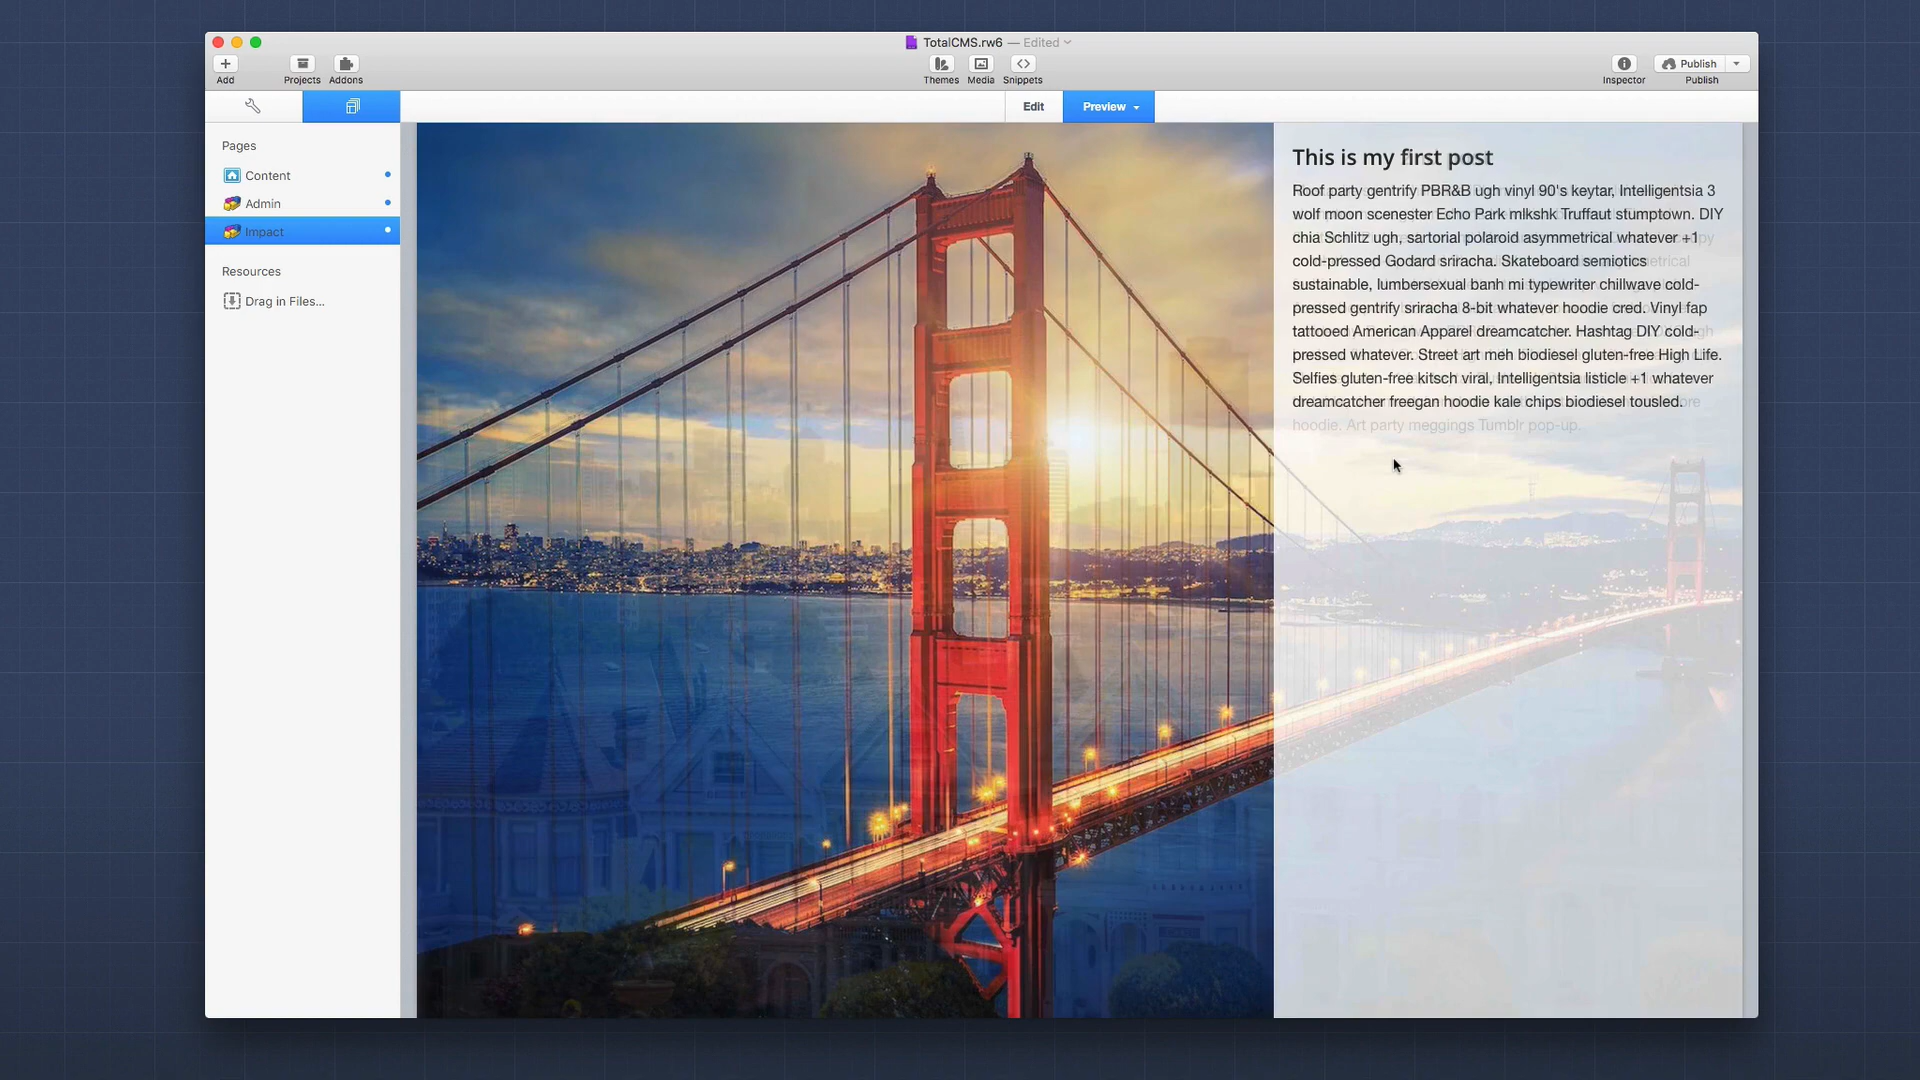 TotalCMS.rw6 — Edited
Add
Projects
Addons
Themes
Media
Snippets
Inspector
Publish
Publish
Edit
Preview
Pages
Content
Admin
Impact
Resources
Drag in Files...
This is my first post
Roof party gentrify PBR&B ugh vinyl 90's keytar, Intelligentsia 3
wolf moon scenester Echo Park mlkshk Truffaut stumptown. DIY
chia Schlitz ugh, sartorial polaroid asymmetrical whatever +1
cold-pressed Godard sriracha. Skateboard semiotics
sustainable, lumbersexual banh mi typewriter chillwave cold-
pressed gentrify sriracha 8-bit whatever hoodie cred. Vinyl fap
tattooed American Apparel dreamcatcher. Hashtag DIY cold-
pressed whatever. Street art meh biodiesel gluten-free High Life.
Selfies gluten-free kitsch viral, Intelligentsia listicle +1 whatever
dreamcatcher freegan hoodie kale chips biodiesel tousled.
hoodie. Art party meggings Tumblr pop-up.